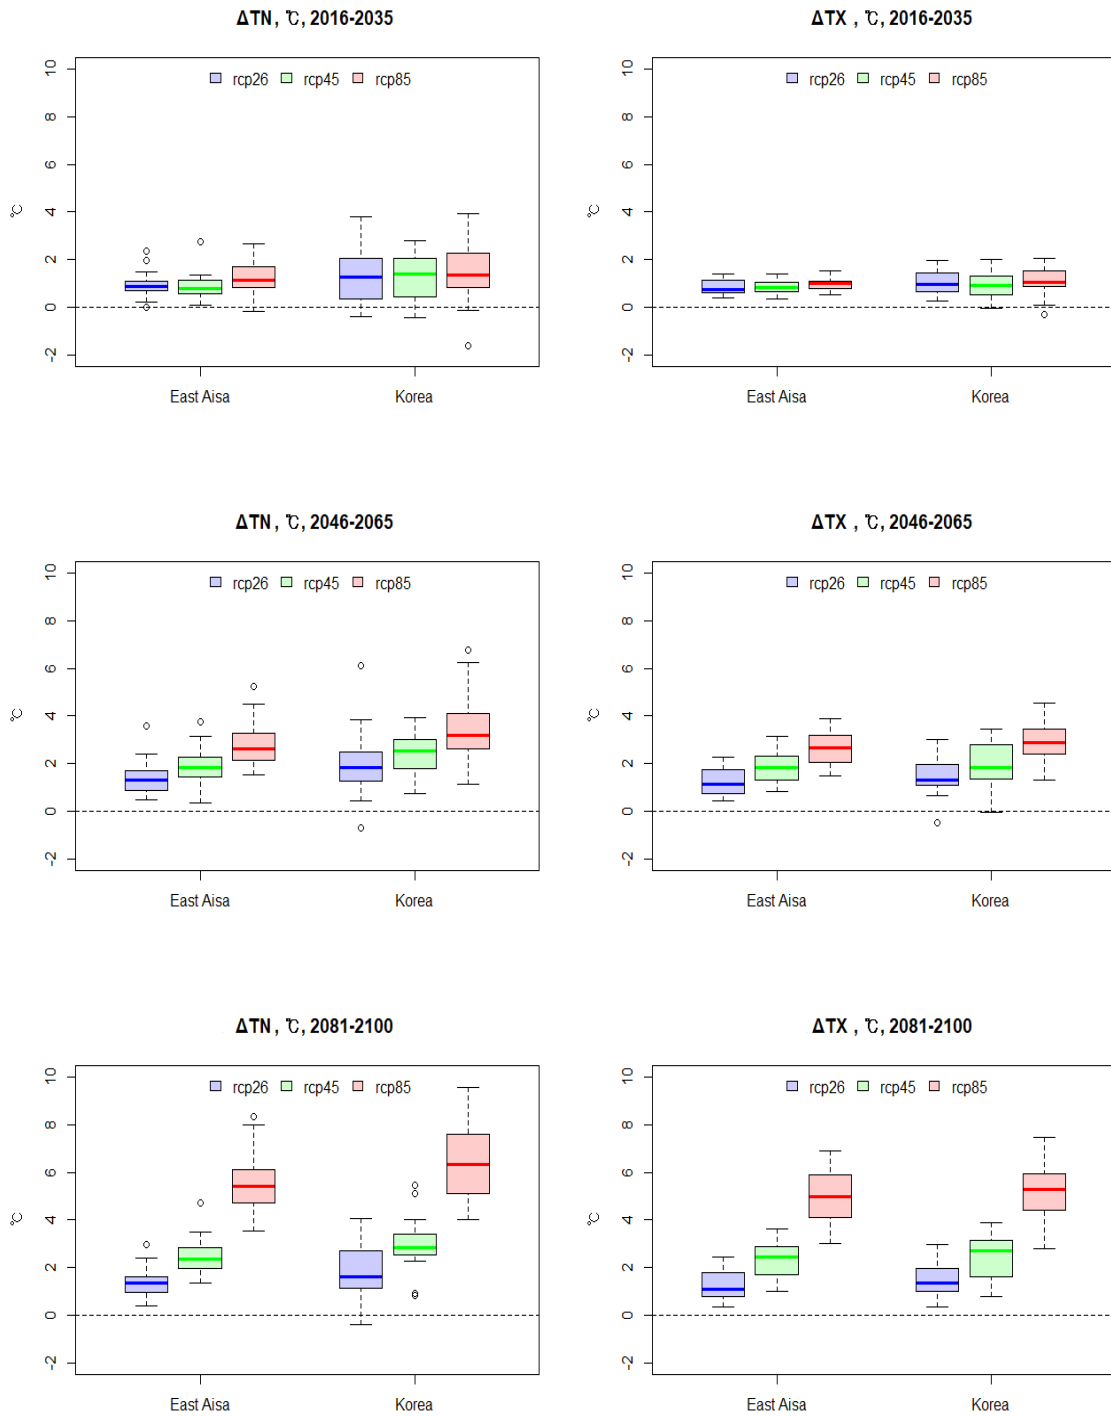 ΔTN, ℃, 2016-2035
ΔTX, ℃, 2016-2035
10
8
6
4
2
0
-2
℃
rcp26 rcp45 rcp85
East Aisa Korea
10
8
6
4
2
0
-2
℃
rcp26 rcp45 rcp85
East Aisa Korea
ΔTN, ℃, 2046-2065
ΔTX, ℃, 2046-2065
10
8
6
4
2
0
-2
℃
rcp26 rcp45 rcp85
East Aisa Korea
10
8
6
4
2
0
-2
℃
rcp26 rcp45 rcp85
East Aisa Korea
ΔTN, ℃, 2081-2100
ΔTX, ℃, 2081-2100
10
8
6
4
2
0
-2
℃
rcp26 rcp45 rcp85
East Aisa Korea
10
8
6
4
2
0
-2
℃
rcp26 rcp45 rcp85
East Aisa Korea